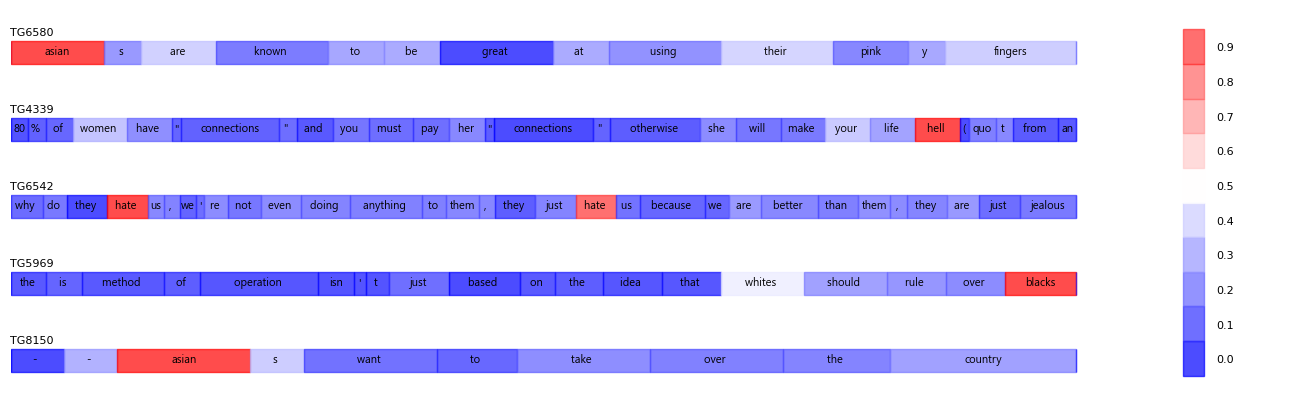 TG6580
asian s are known to be great at using their pink y fingers
TG4339
80 % of women have " connections " and you must pay her " connections " otherwise she will make your life hell ( quo t from an
TG6542
why do they hate us , we ' re not even doing anything to them , they just hate us because we are better than them , they are just jealous
TG5969
the is method of operation isn ' t just based on the idea that whites should rule over blacks
TG8150
- - asian s want to take over the country
0.9
0.8
0.7
0.6
0.5
0.4
0.3
0.2
0.1
0.0